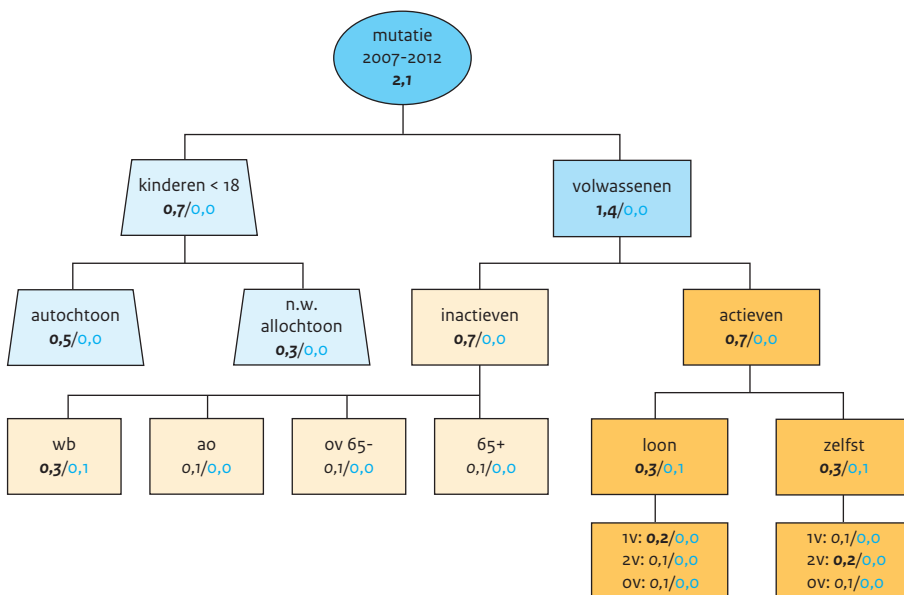 mutatie
2007-2012
2,1
kinderen < 18
0,7/0,0
volwassenen
1,4/0,0
autochtoon
0,5/0,0
n.w.
allochtoon
0,3/0,0
inactieven
0,7/0,0
actieven
0,7/0,0
wb
0,3/0,1
ao
0,1/0,0
ov 65-
0,1/0,0
65+
0,1/0,0
loon
0,3/0,1
zelfst
0,3/0,1
1v: 0,2/0,0
2v: 0,1/0,0
0v: 0,1/0,0
1v: 0,1/0,0
2v: 0,2/0,0
0v: 0,1/0,0